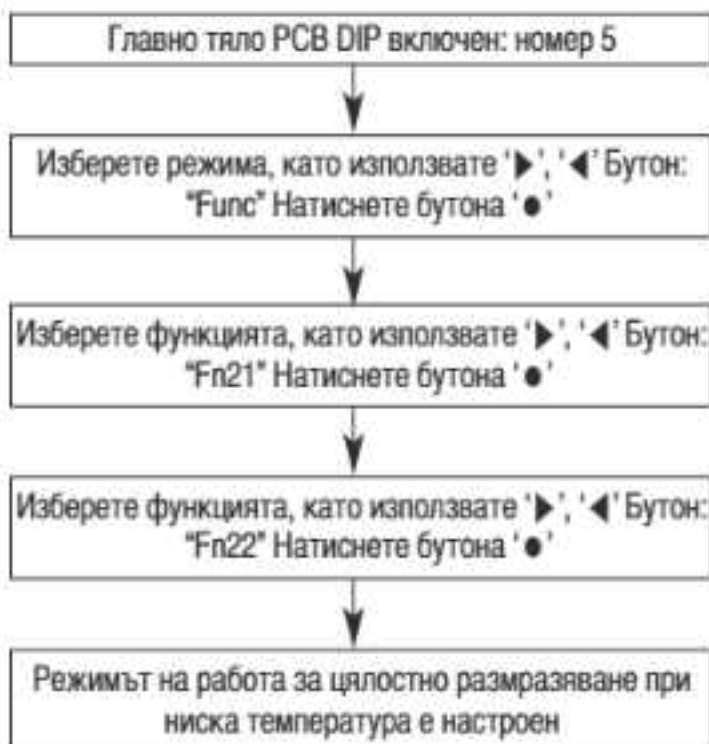 Главно тяло PCB DIP включен: номер 5
Изберете режима, като използвате ‘▶’, ‘◀’ Бутон:
“Func” Натиснете бутона ‘●’
Изберете функцията, като използвате ‘▶’, ‘◀’ Бутон:
“Fn21” Натиснете бутона ‘●’
Изберете функцията, като използвате ‘▶’, ‘◀’ Бутон:
“Fn22” Натиснете бутона ‘●’
Режимът на работа за цялостно размразяване при
ниска температура е настроен